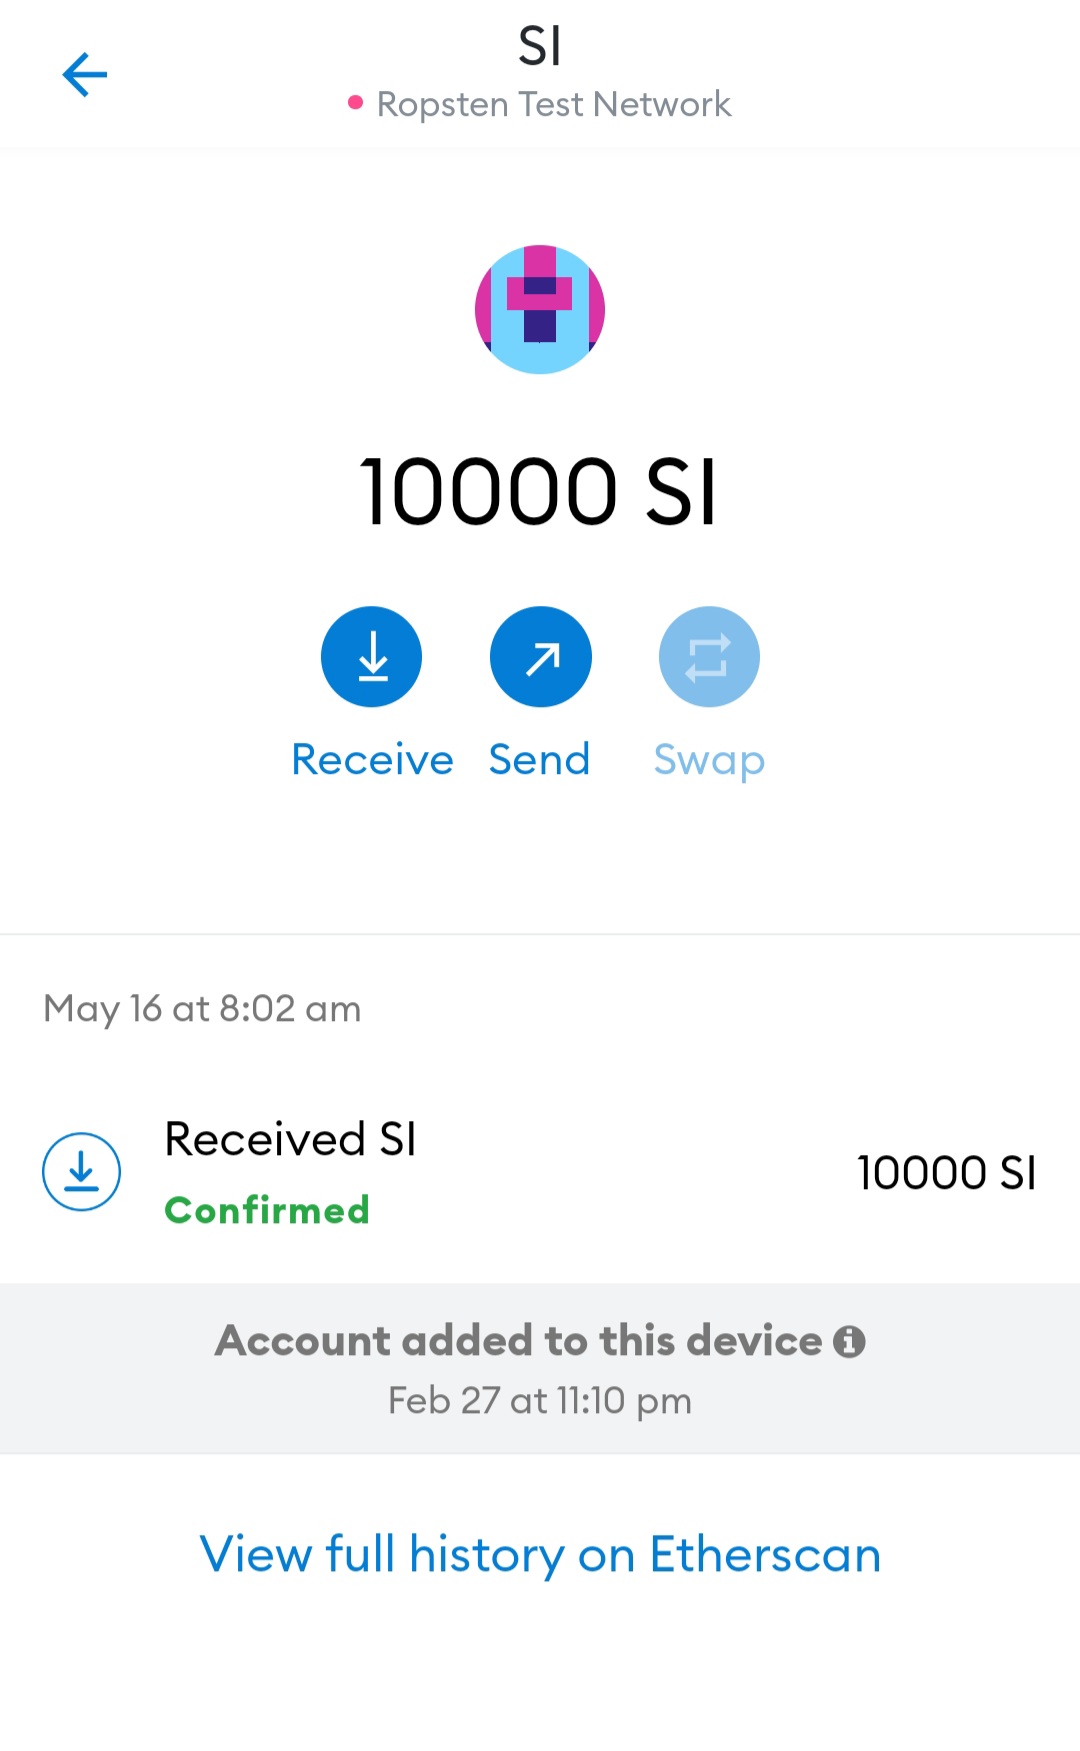 SI
Ropsten Test Network
10000 SI
Receive Send Swap
May 16 at 8:02 am
Received SI
10000 SI
Confirmed
Account added to this device
Feb 27 at 11:10 pm
View full history on Etherscan